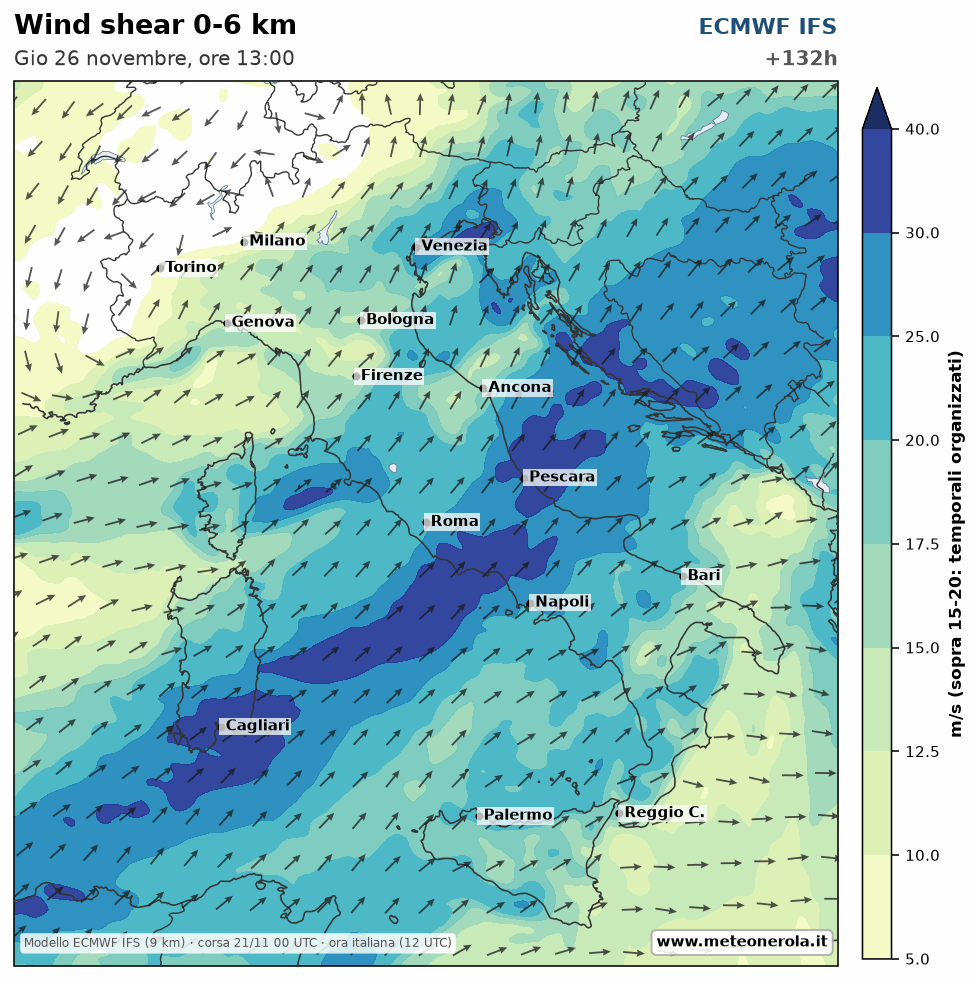 Wind shear 0-6 km
ECMWF IFS
Gio 26 novembre, ore 13:00
+132h
40.0
30.0
25.0
20.0
17.5
15.0
12.5
10.0
5.0
m/s (sopra 15-20: temporali organizzati)
Milano
Venezia
Torino
Genova
Bologna
Firenze
Ancona
Pescara
Roma
Bari
Napoli
Cagliari
Palermo
Reggio C.
Modello ECMWF IFS (9 km) · corsa 21/11 00 UTC · ora italiana (12 UTC)
www.meteonerola.it